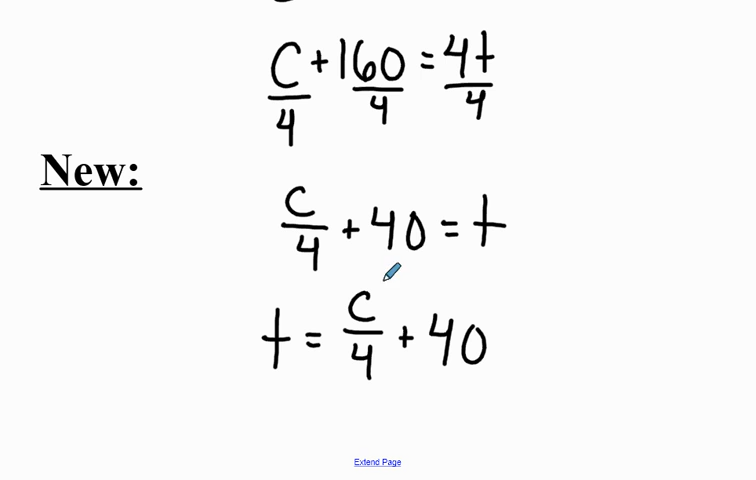 C/4 + 160/4 = 4t/4
New:
C/4 + 40 = t
t = C/4 + 40
Extend Page